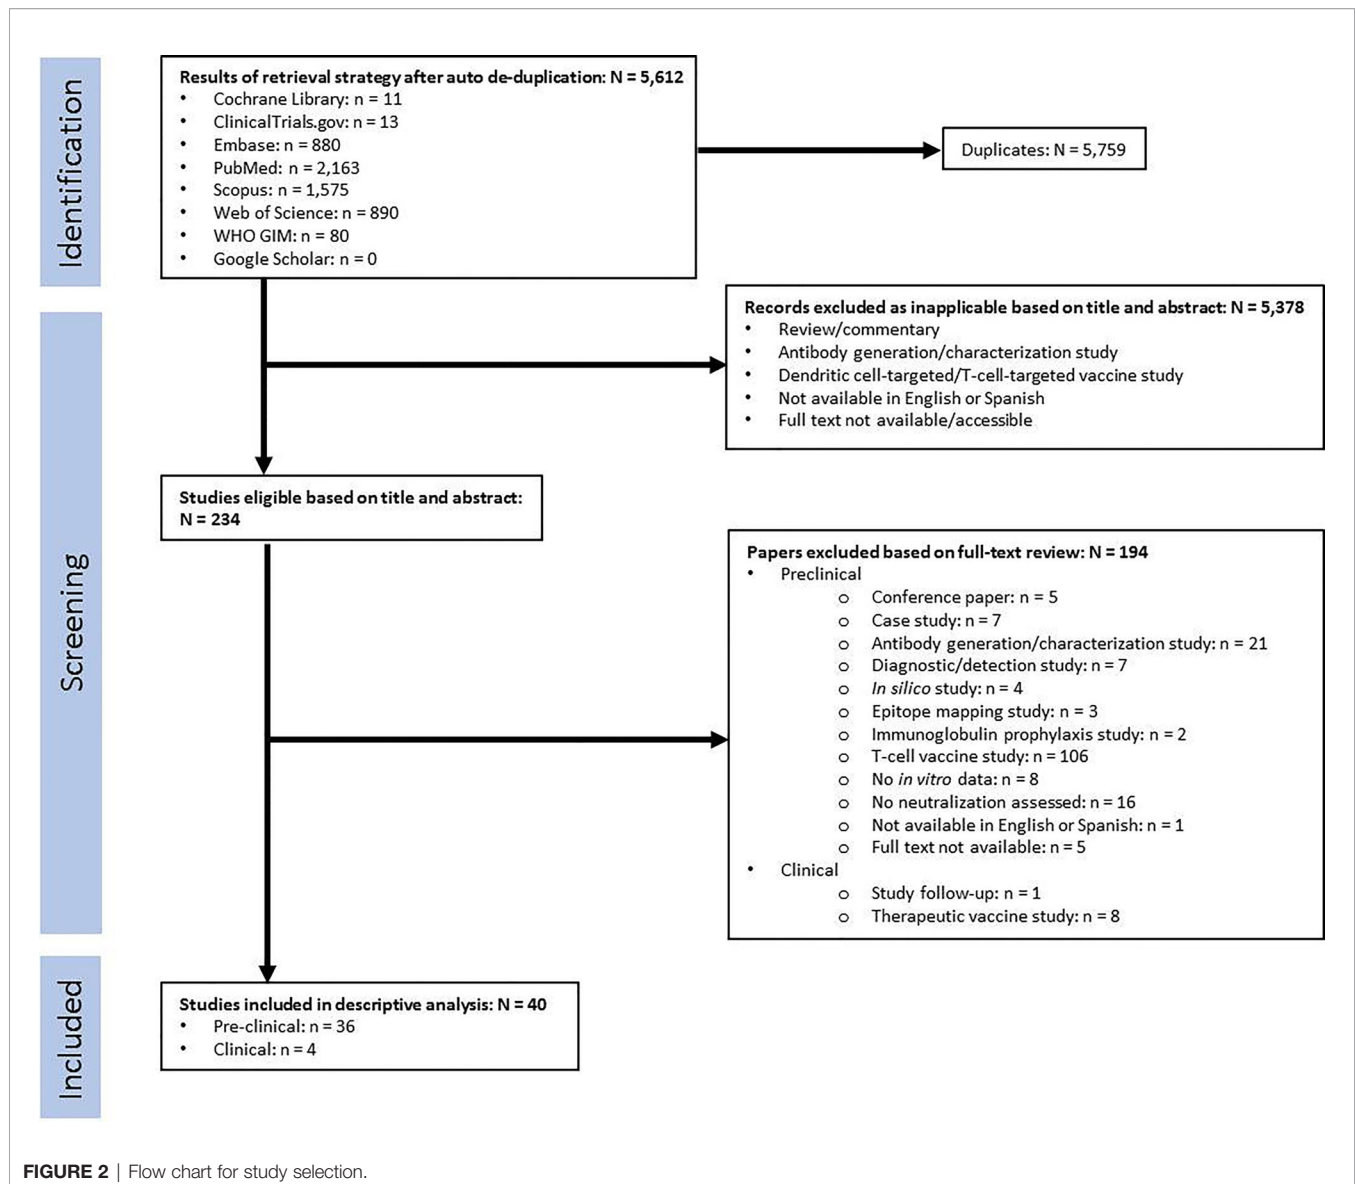 Identification
Results of retrieval strategy after auto de-duplication: N = 5,612
• Cochrane Library: n = 11
• ClinicalTrials.gov: n = 13
• Embase: n = 880
• PubMed: n = 2,163
• Scopus: n = 1,575
• Web of Science: n = 890
• WHO GIM: n = 80
• Google Scholar: n = 0
Duplicates: N = 5,759
Screening
Records excluded as inapplicable based on title and abstract: N = 5,378
• Review/commentary
• Antibody generation/characterization study
• Dendritic cell-targeted/T-cell-targeted vaccine study
• Not available in English or Spanish
• Full text not available/accessible
Studies eligible based on title and abstract:
N = 234
Papers excluded based on full-text review: N = 194
• Preclinical
o Conference paper: n = 5
o Case study: n = 7
o Antibody generation/characterization study: n = 21
o Diagnostic/detection study: n = 7
o In silico study: n = 4
o Epitope mapping study: n = 3
o Immunoglobulin prophylaxis study: n = 2
o T-cell vaccine study: n = 106
o No in vitro data: n = 8
o No neutralization assessed: n = 16
o Not available in English or Spanish: n = 1
o Full text not available: n = 5
• Clinical
o Study follow-up: n = 1
o Therapeutic vaccine study: n = 8
Included
Studies included in descriptive analysis: N = 40
• Pre-clinical: n = 36
• Clinical: n = 4
FIGURE 2 | Flow chart for study selection.